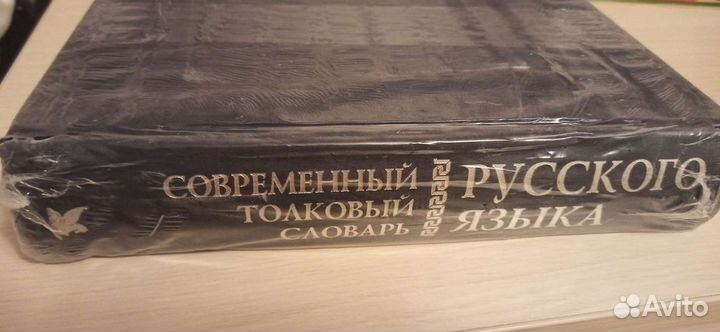 СОВРЕМЕННЫЙ
ТОЛКОВЫЙ
СЛОВАРЬ
РУССКОГО
ЯЗЫКА
Avito